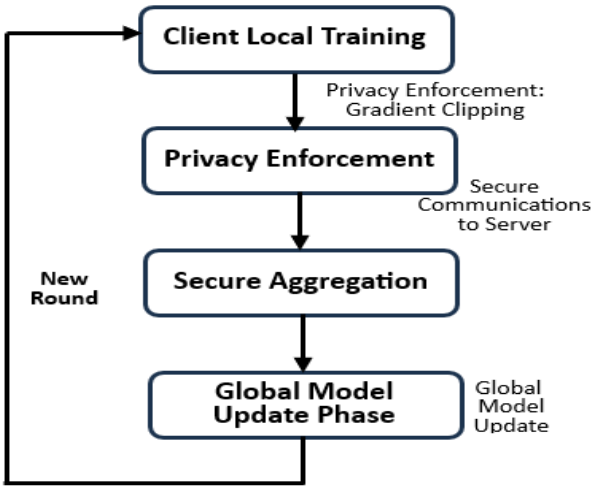 Client Local Training
Privacy Enforcement:
Gradient Clipping
Privacy Enforcement
Secure
Communications
to Server
Secure Aggregation
New
Round
Global Model
Update Phase
Global
Model
Update